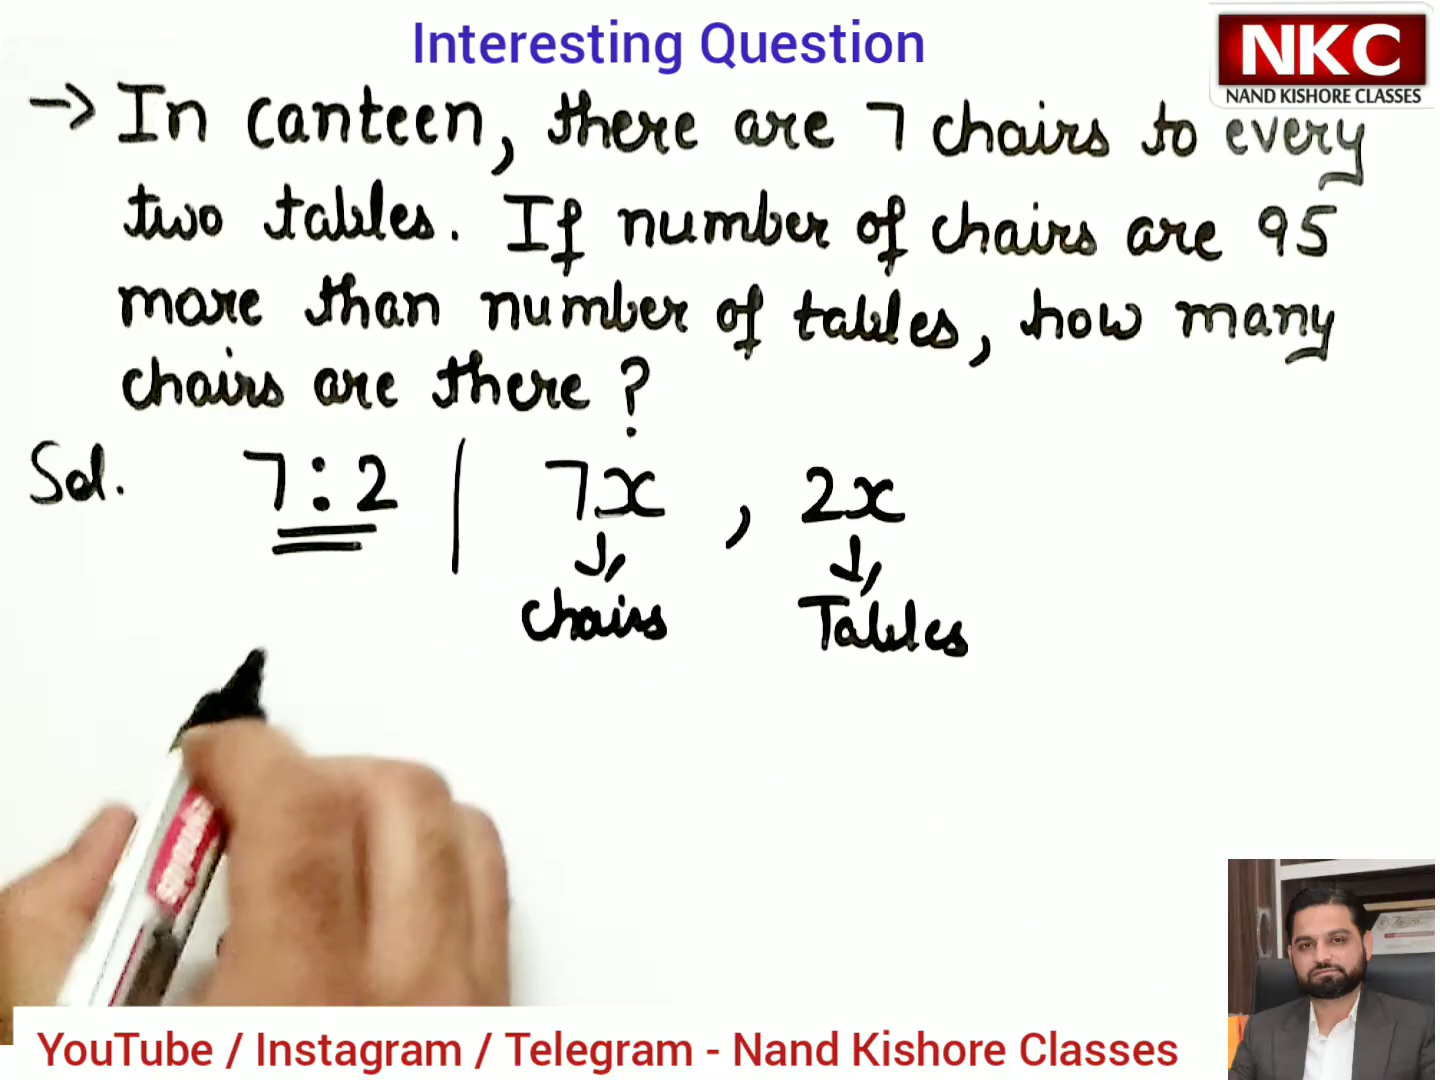 Interesting Question
NKC
NAND KISHORE CLASSES
→ In canteen, there are 7 chairs to every
two tables. If number of chairs are 95
more than number of tables, how many
chairs are there?
Sol. 7:2 | 7x , 2x
chairs Tables
YouTube / Instagram / Telegram - Nand Kishore Classes